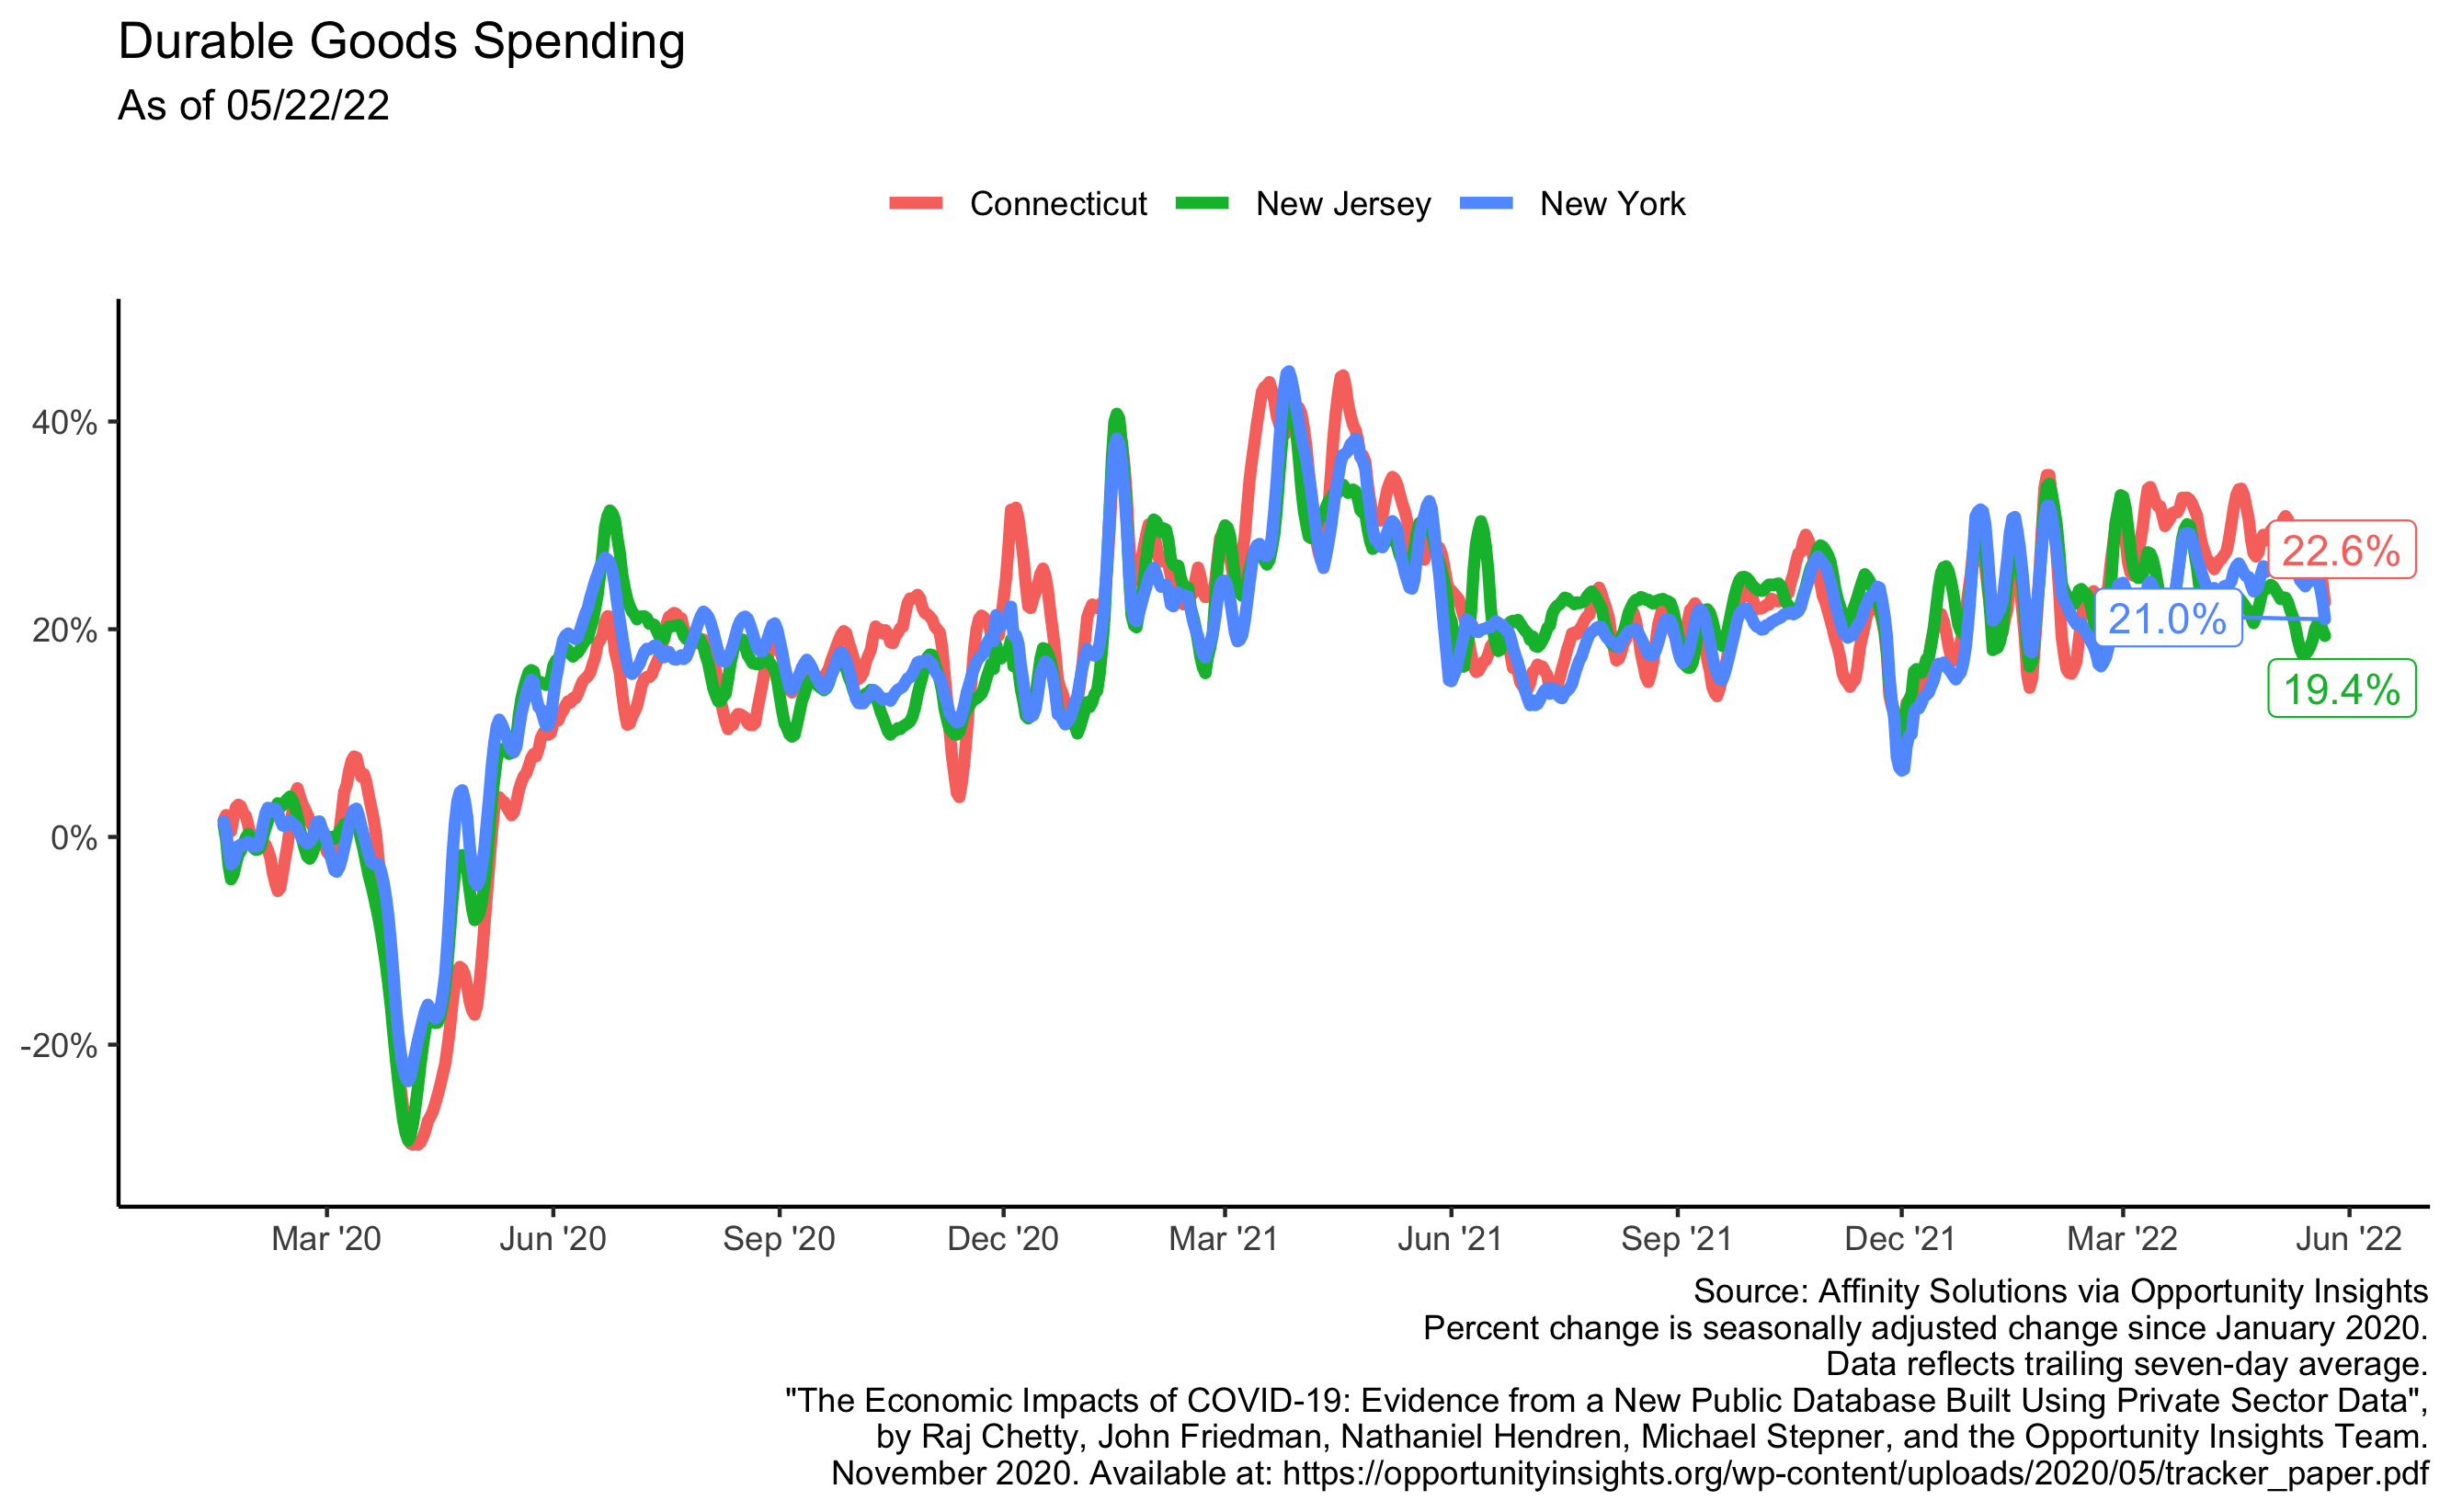 Durable Goods Spending
As of 05/22/22
Connecticut New Jersey New York
40%
20%
0%
-20%
22.6%
21.0%
19.4%
Mar '20 Jun '20 Sep '20 Dec '20 Mar '21 Jun '21 Sep '21 Dec '21 Mar '22 Jun '22
Source: Affinity Solutions via Opportunity Insights
Percent change is seasonally adjusted change since January 2020.
Data reflects trailing seven-day average.
"The Economic Impacts of COVID-19: Evidence from a New Public Database Built Using Private Sector Data",
by Raj Chetty, John Friedman, Nathaniel Hendren, Michael Stepner, and the Opportunity Insights Team.
November 2020. Available at: https://opportunityinsights.org/wp-content/uploads/2020/05/tracker_paper.pdf